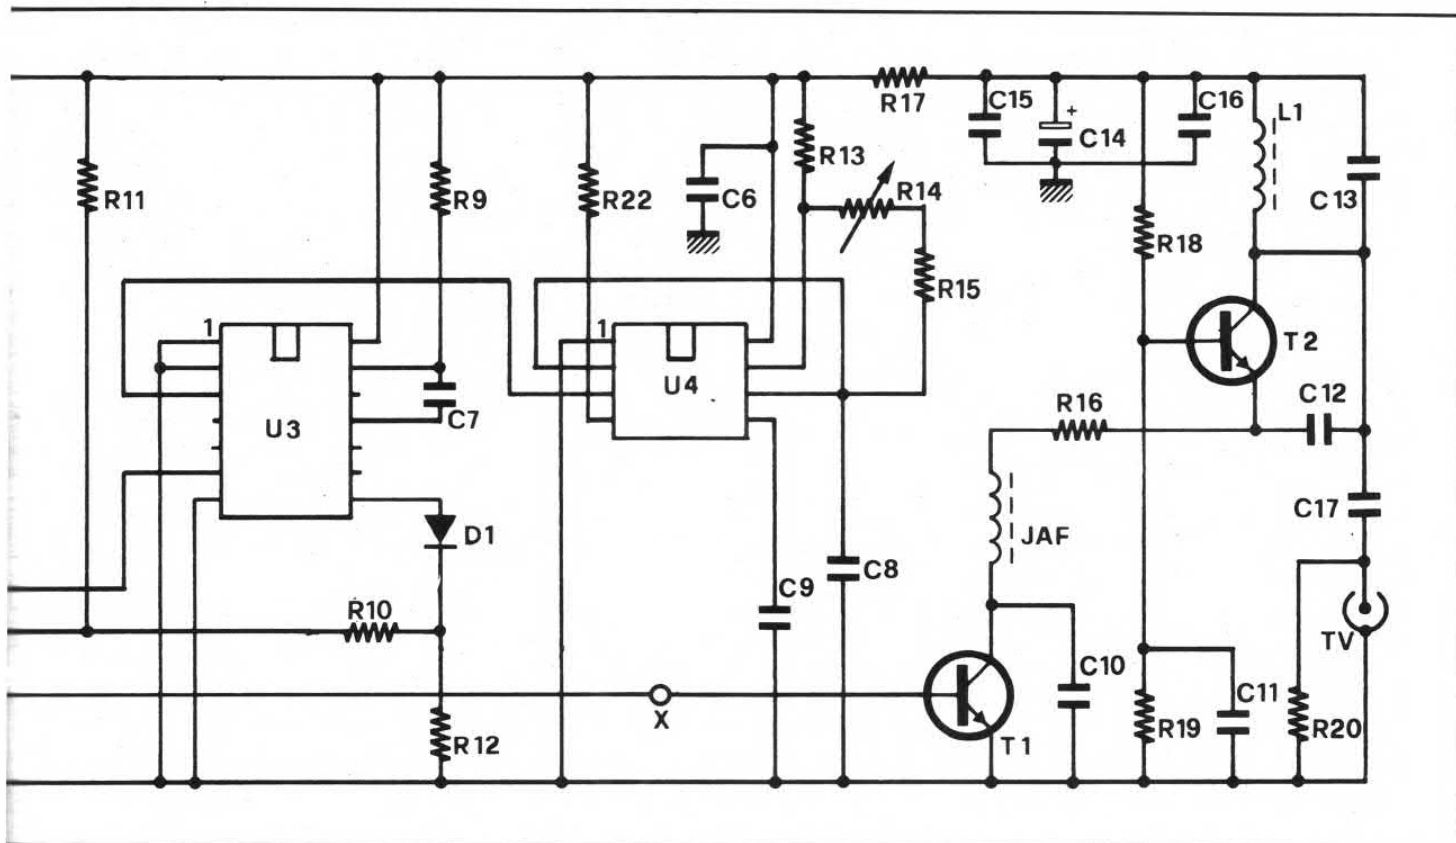 R17
C15
C14
+
C16
L1
C13
R11
R9
R22
C6
R13
R14
R15
R18
T2
1
U3
C7
1
U4
R16
C12
C17
D1
JAF
C8
C9
R10
TV
X
C10
R12
T1
R19
C11
R20